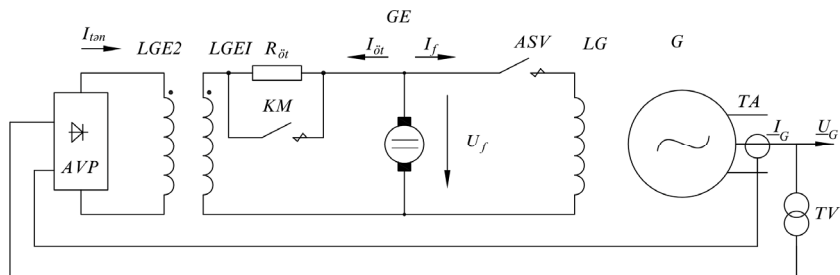 GE
I_tən LGE2 LGEI R_öt I_öt I_f ASV LG G
KM TA
I_G U_G
U_f
AVP
TV